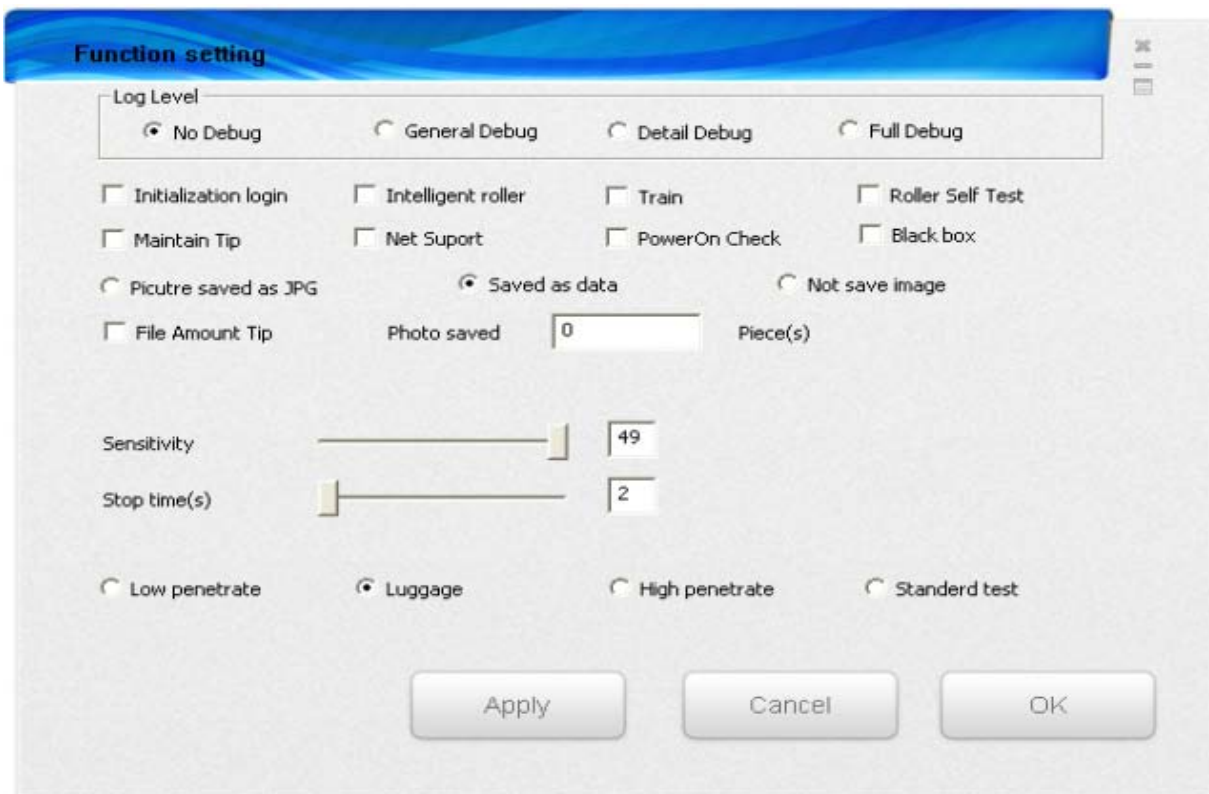 Function setting
Log Level
No Debug General Debug Detail Debug Full Debug
Initialization login Intelligent roller Train Roller Self Test
Maintain Tip Net Suport PowerOn Check Black box
Picutre saved as JPG Saved as data Not save image
File Amount Tip Photo saved 0 Piece(s)
Sensitivity 49
Stop time(s) 2
Low penetrate Luggage High penetrate Standerd test
Apply Cancel OK